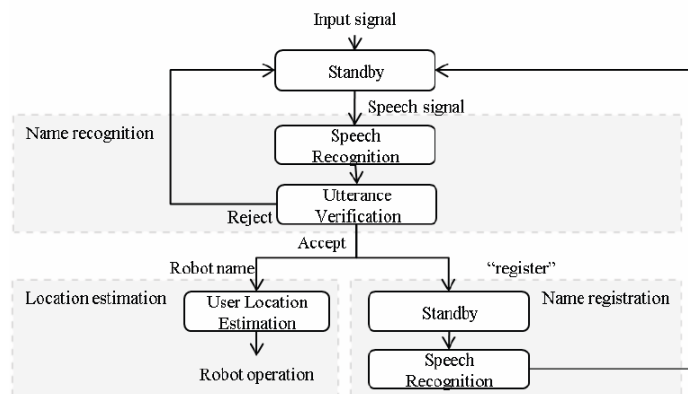 Input signal
Standby
Speech signal
Name recognition
Speech
Recognition
Utterance
Verification
Reject
Accept
Robot name
"register"
Location estimation
User Location
Estimation
Robot operation
Name registration
Standby
Speech
Recognition